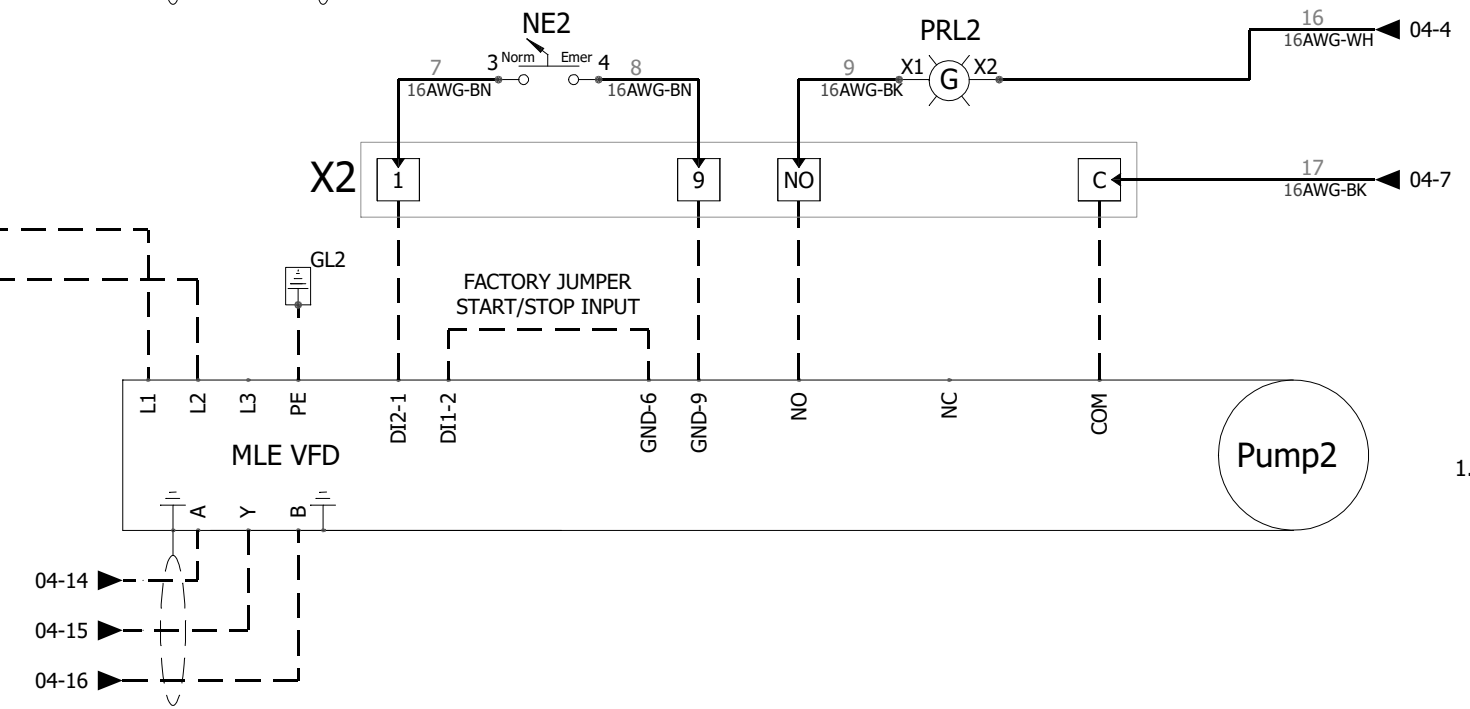 NE2
PRL2
16
16AWG-WH
04-4
7
16AWG-BN
3
Norm
Emer
4
8
16AWG-BN
9
16AWG-BK
X1
G
X2
X2
1
9
NO
C
17
16AWG-BK
04-7
GL2
FACTORY JUMPER
START/STOP INPUT
L1
L2
L3
PE
DI2-1
DI1-2
GND-6
GND-9
NO
NC
COM
MLE VFD
Pump2
1.
A
Y
B
04-14
04-15
04-16